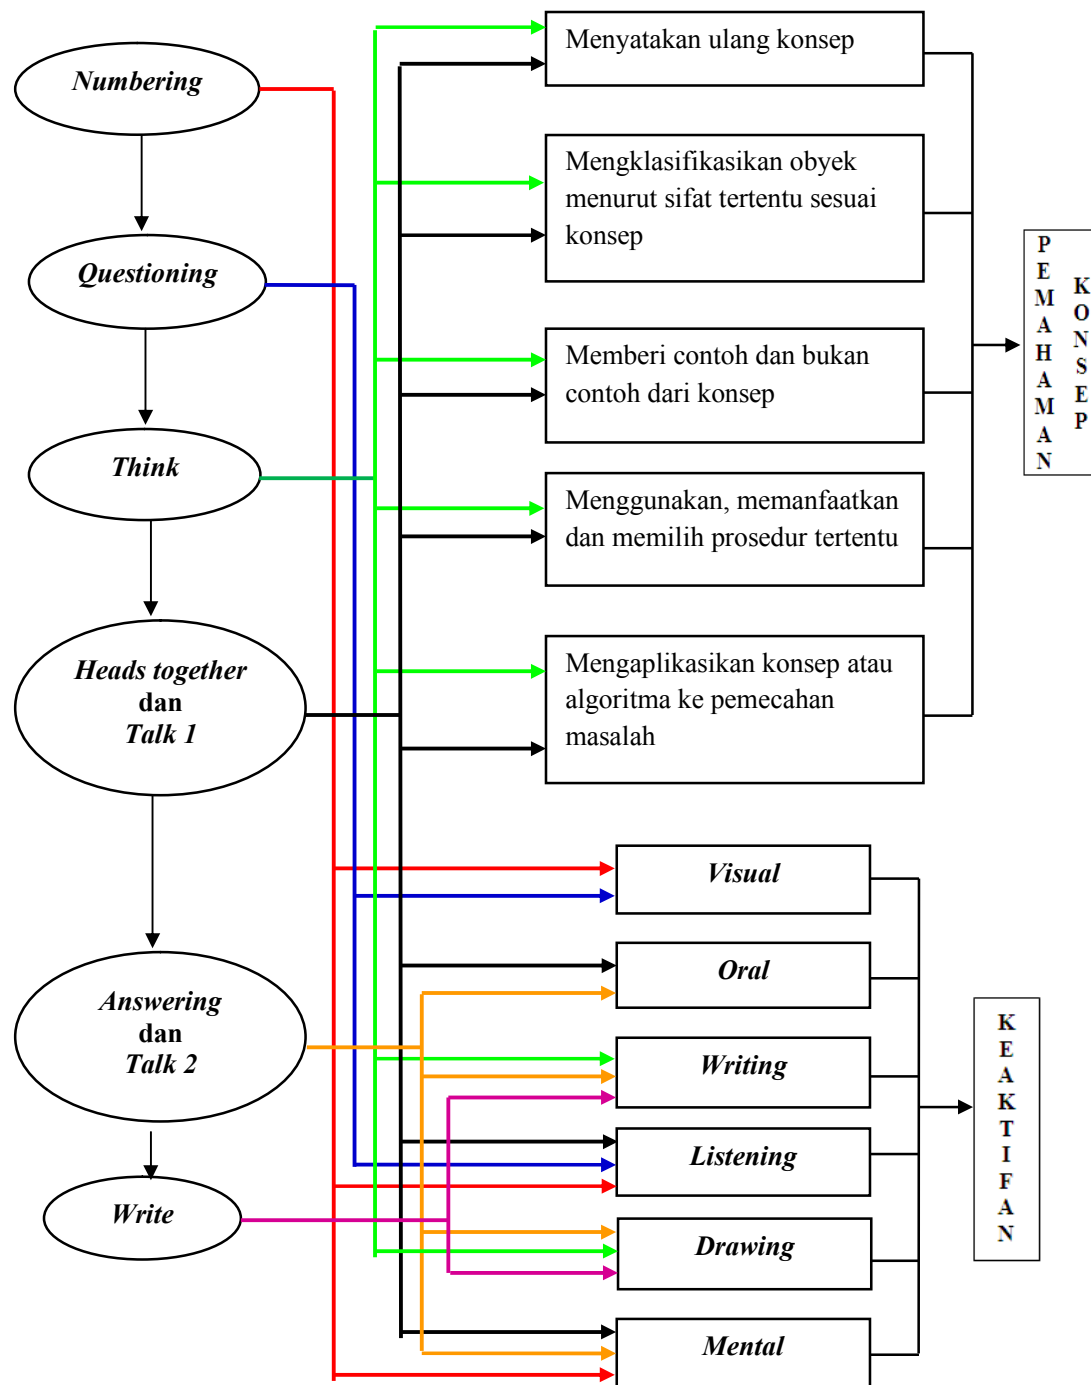 Numbering
Questioning
Think
Heads together
dan
Talk 1
Answering
dan
Talk 2
Write
Menyatakan ulang konsep
Mengklasifikasikan obyek
menurut sifat tertentu sesuai
konsep
Memberi contoh dan bukan
contoh dari konsep
Menggunakan, memanfaatkan
dan memilih prosedur tertentu
Mengaplikasikan konsep atau
algoritma ke pemecahan
masalah
Visual
Oral
Writing
Listening
Drawing
Mental
PEMAHAMAN
KONSEP
KEAKTIFAN